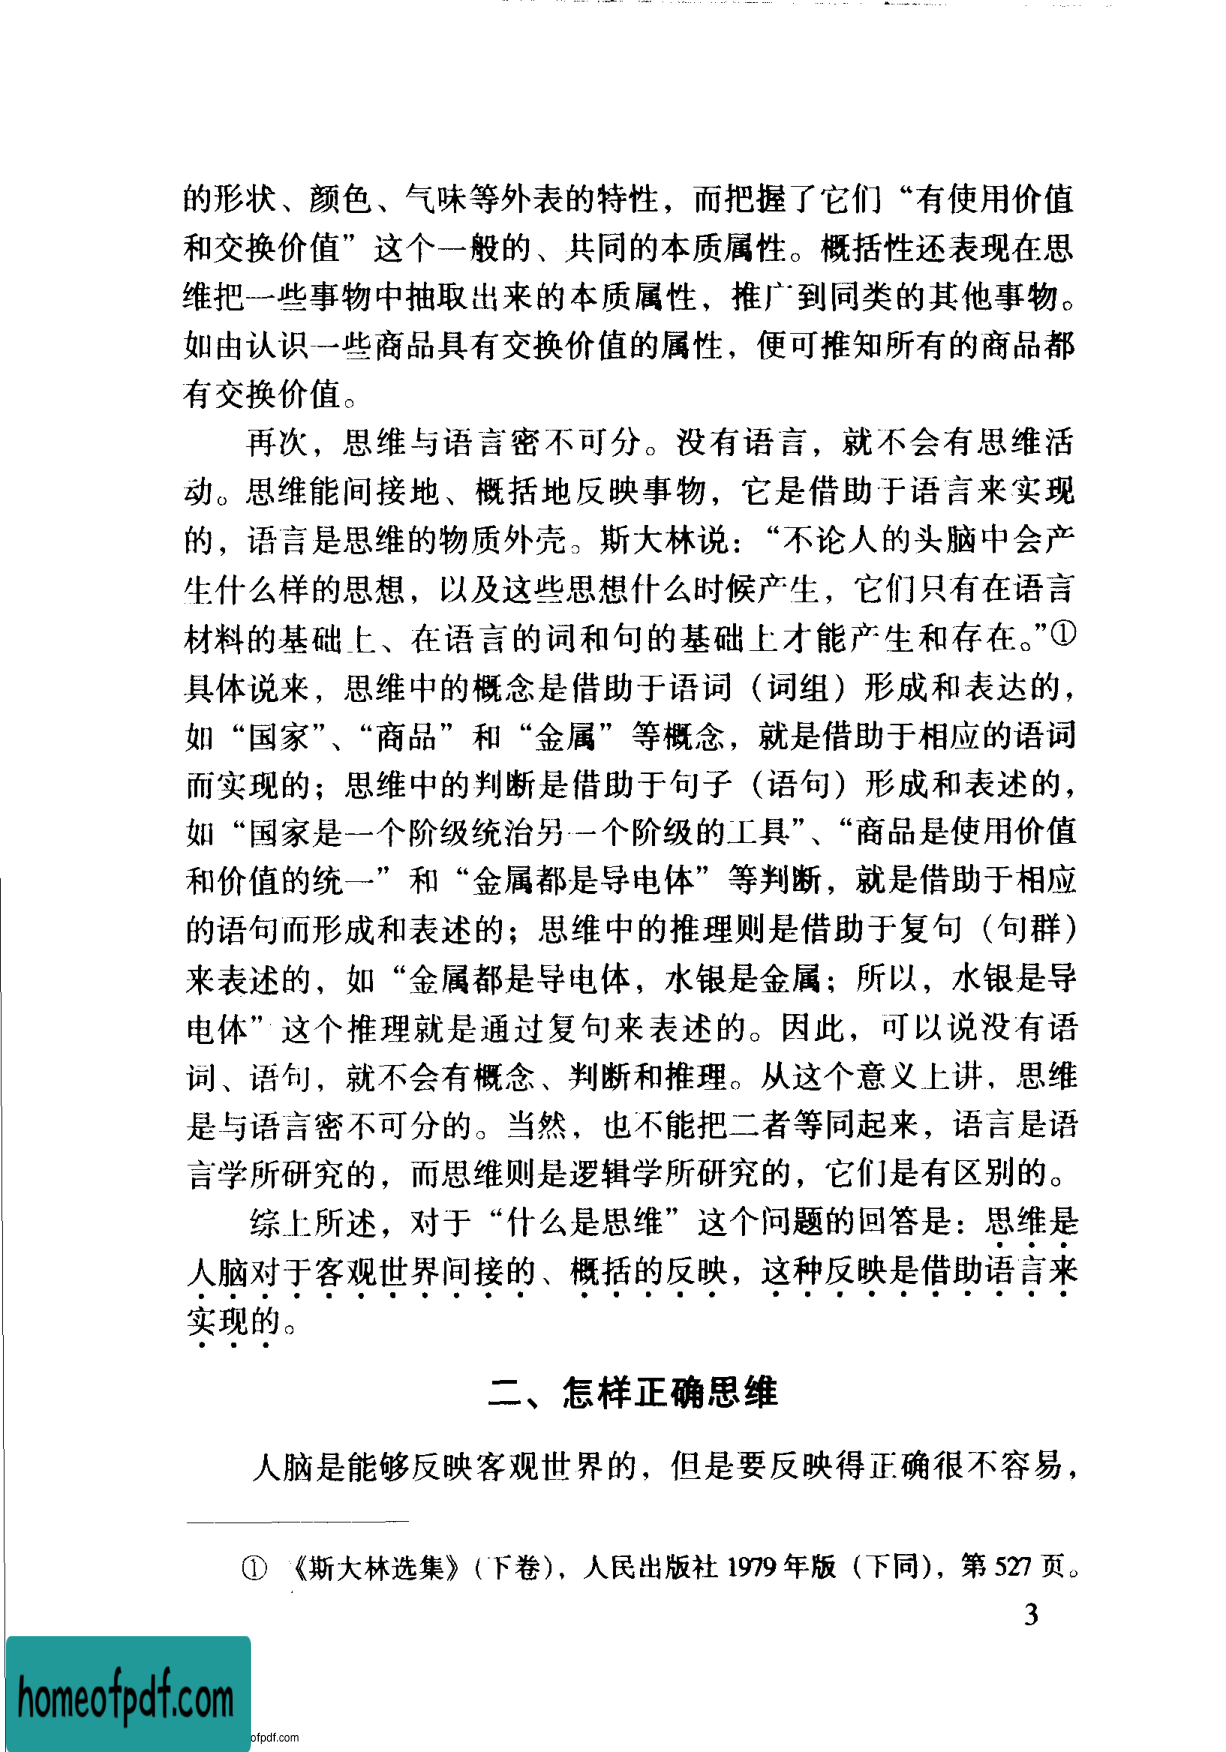 的形状、颜色、气味等外表的特性，而把握了它们“有使用价值
和交换价值”这个一般的、共同的本质属性。概括性还表现在思
维把一些事物中抽取出来的本质属性，推广到同类的其他事物。
如由认识一些商品具有交换价值的属性，便可推知所有的商品都
有交换价值。
再次，思维与语言密不可分。没有语言，就不会有思维活
动。思维能间接地、概括地反映事物，它是借助于语言来实现
的，语言是思维的物质外壳。斯大林说：“不论人的头脑中会产
生什么样的思想，以及这些思想什么时候产生，它们只有在语言
材料的基础上、在语言的词和句的基础上才能产生和存在。”①
具体说来，思维中的概念是借助于语词（词组）形成和表达的，
如“国家”、“商品”和“金属”等概念，就是借助于相应的语词
而实现的；思维中的判断是借助于句子（语句）形成和表述的，
如“国家是一个阶级统治另一个阶级的工具”、“商品是使用价值
和价值的统一”和“金属都是导电体”等判断，就是借助于相应
的语句而形成和表述的；思维中的推理则是借助于复句（句群）
来表述的，如“金属都是导电体，水银是金属；所以，水银是导
电体”这个推理就是通过复句来表述的。因此，可以说没有语
词、语句，就不会有概念、判断和推理。从这个意义上讲，思维
是与语言密不可分的。当然，也不能把二者等同起来，语言是语
言学所研究的，而思维则是逻辑学所研究的，它们是有区别的。
综上所述，对于“什么是思维”这个问题的回答是：思维是
人脑对于客观世界间接的、概括的反映，这种反映是借助语言来
实现的。
二、怎样正确思维
人脑是能够反映客观世界的，但是要反映得正确很不容易，
① 《斯大林选集》（下卷），人民出版社 1979 年版（下同），第 527 页。
3
homeofpdf.com
ofpdf.com